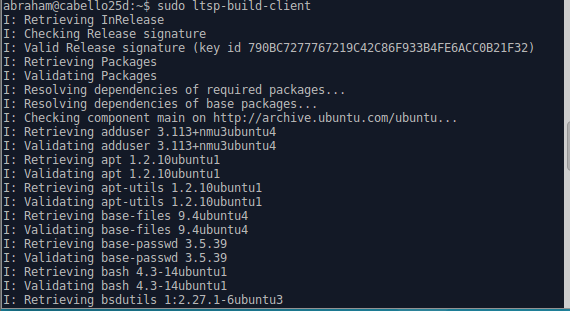 abraham@cabello25d:~$ sudo ltsp-build-client
I: Retrieving InRelease
I: Checking Release signature
I: Valid Release signature (key id 790BC7277767219C42C86F933B4FE6ACC0B21F32)
I: Retrieving Packages
I: Validating Packages
I: Resolving dependencies of required packages...
I: Resolving dependencies of base packages...
I: Checking component main on http://archive.ubuntu.com/ubuntu...
I: Retrieving adduser 3.113+nmu3ubuntu4
I: Validating adduser 3.113+nmu3ubuntu4
I: Retrieving apt 1.2.10ubuntu1
I: Validating apt 1.2.10ubuntu1
I: Retrieving apt-utils 1.2.10ubuntu1
I: Validating apt-utils 1.2.10ubuntu1
I: Retrieving base-files 9.4ubuntu4
I: Validating base-files 9.4ubuntu4
I: Retrieving base-passwd 3.5.39
I: Validating base-passwd 3.5.39
I: Retrieving bash 4.3-14ubuntu1
I: Validating bash 4.3-14ubuntu1
I: Retrieving bsdutils 1:2.27.1-6ubuntu3